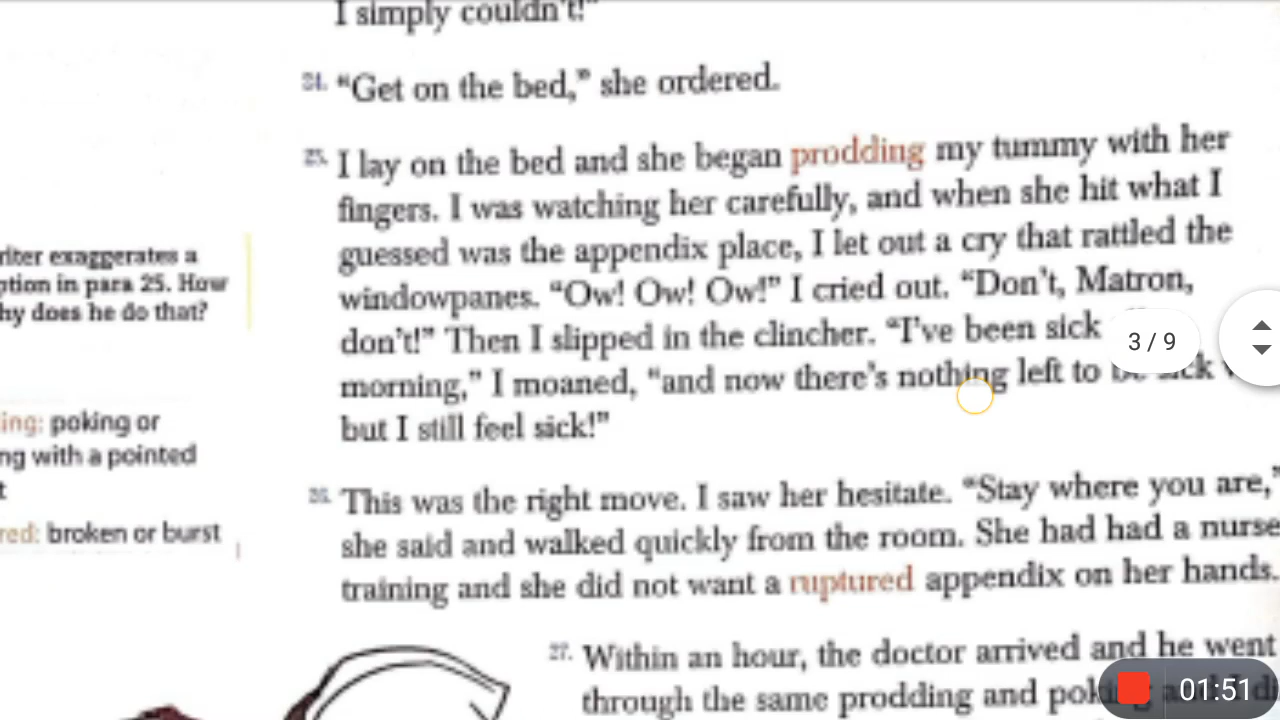 I simply couldn't!"
24. "Get on the bed," she ordered.
25. I lay on the bed and she began prodding my tummy with her
fingers. I was watching her carefully, and when she hit what I
guessed was the appendix place, I let out a cry that rattled the
windowpanes. "Ow! Ow! Ow!" I cried out. "Don't, Matron,
don't!" Then I slipped in the clincher. "I've been sick
morning," I moaned, "and now there's nothing left to be sick
but I still feel sick!"
26. This was the right move. I saw her hesitate. "Stay where you are,"
she said and walked quickly from the room. She had had a nurse
training and she did not want a ruptured appendix on her hands.
27. Within an hour, the doctor arrived and he went
through the same prodding and poking
riter exaggerates a
ption in para 25. How
hy does he do that?
ing: poking or
ng with a pointed
t
red: broken or burst
3 / 9
01:51